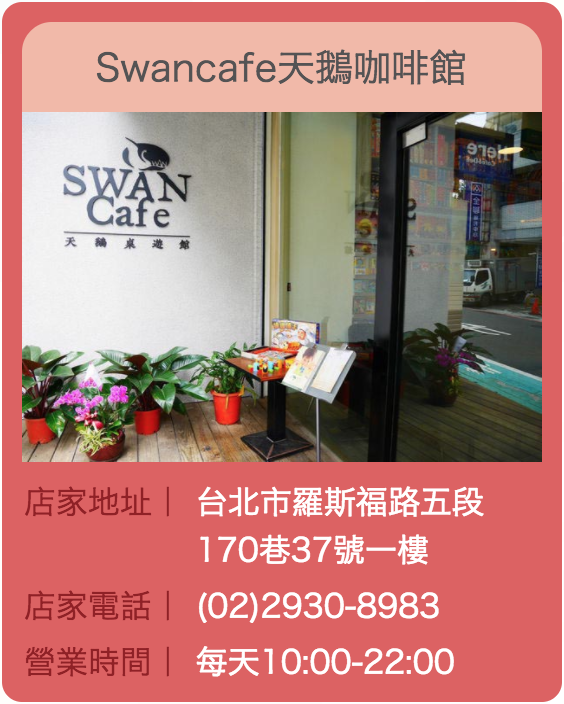 Swancafe天鵝咖啡館
SWAN
Cafe
天鵝桌遊館
店家地址｜ 台北市羅斯福路五段
170巷37號一樓
店家電話｜ (02)2930-8983
營業時間｜ 每天10:00-22:00